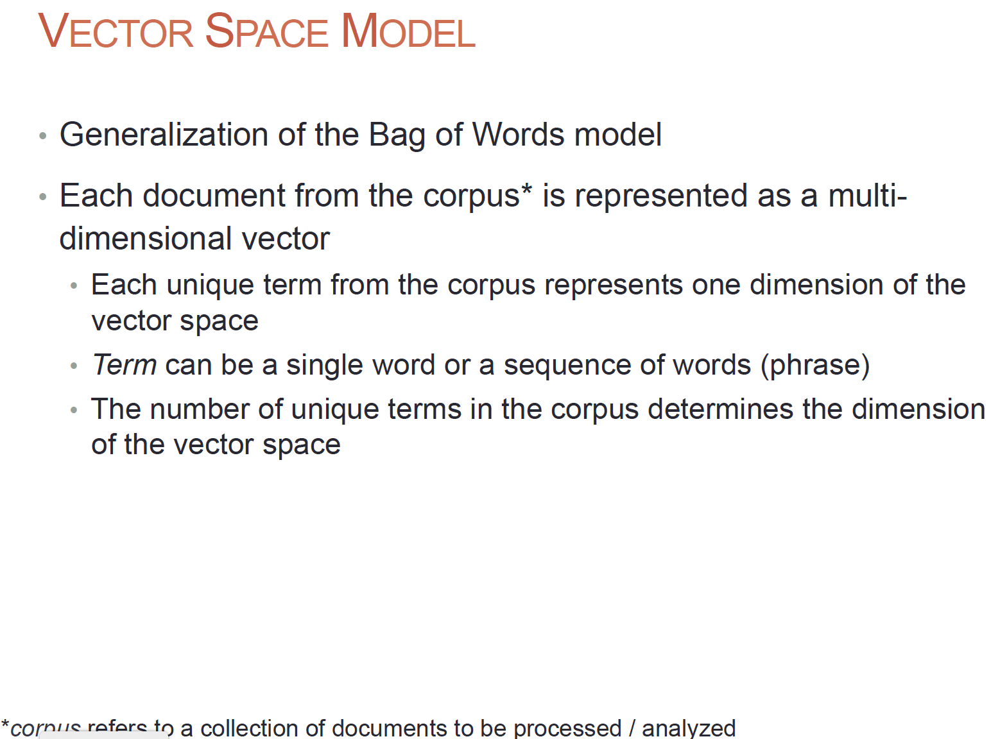 VECTOR SPACE MODEL
• Generalization of the Bag of Words model
• Each document from the corpus* is represented as a multi-
dimensional vector
• Each unique term from the corpus represents one dimension of the
vector space
• Term can be a single word or a sequence of words (phrase)
• The number of unique terms in the corpus determines the dimension
of the vector space
*corpus refers to a collection of documents to be processed / analyzed